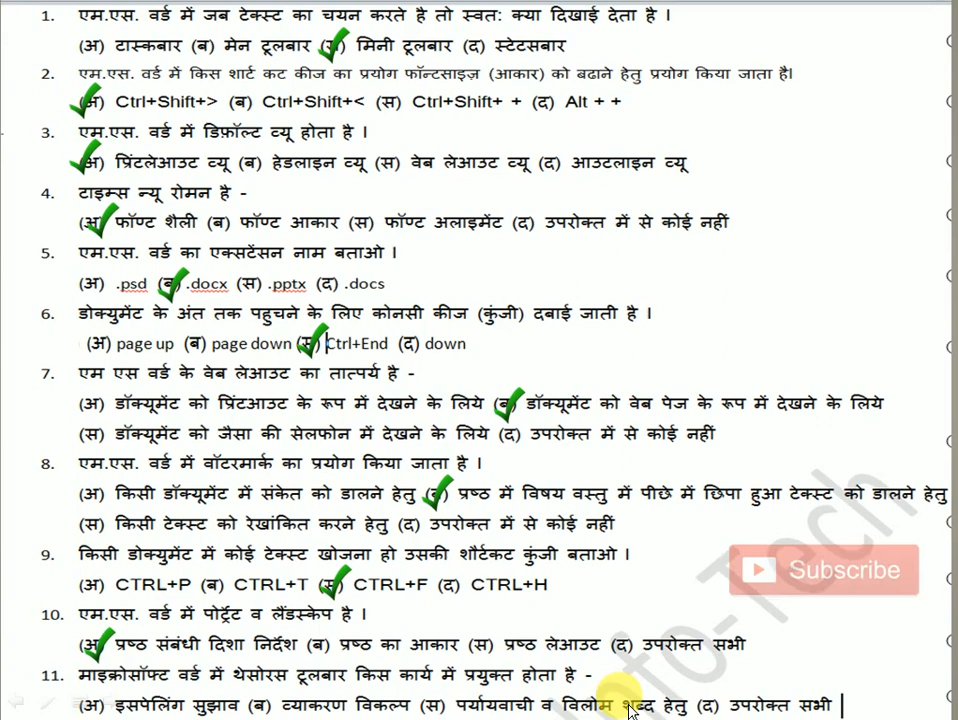 1. एम.एस. वर्ड में जब टेक्स्ट का चयन करते है तो स्वत: क्या दिखाई देता है ।
(अ) टास्कबार (ब) मेन टूलबार (स) मिनी टूलबार (द) स्टेटसबार
2. एम.एस. वर्ड में किस शार्ट कट कीज का प्रयोग फॉन्टसाइज़ (आकार) को बढाने हेतु प्रयोग किया जाता है।
(अ) Ctrl+Shift+> (ब) Ctrl+Shift+< (स) Ctrl+Shift+ + (द) Alt + +
3. एम.एस. वर्ड में डिफ़ॉल्ट व्यू होता है ।
(अ) प्रिंटलेआउट व्यू (ब) हेडलाइन व्यू (स) वेब लेआउट व्यू (द) आउटलाइन व्यू
4. टाइम्स न्यू रोमन है -
(अ) फॉण्ट शैली (ब) फॉण्ट आकार (स) फॉण्ट अलाइमेंट (द) उपरोक्त में से कोई नहीं
5. एम.एस. वर्ड का एक्सटेंसन नाम बताओ ।
(अ) .psd (ब) .docx (स) .pptx (द) .docs
6. डोक्युमेंट के अंत तक पहुचने के लिए कोनसी कीज (कुंजी) दबाई जाती है ।
(अ) page up (ब) page down (स) Ctrl+End (द) down
7. एम एस वर्ड के वेब लेआउट का तात्पर्य है -
(अ) डॉक्यूमेंट को प्रिंटआउट के रूप में देखने के लिये (ब) डॉक्यूमेंट को वेब पेज के रूप में देखने के लिये
(स) डॉक्यूमेंट को जैसा की सेलफोन में देखने के लिये (द) उपरोक्त में से कोई नहीं
8. एम.एस. वर्ड में वॉटरमार्क का प्रयोग किया जाता है ।
(अ) किसी डॉक्यूमेंट में संकेत को डालने हेतु (ब) प्रष्ठ में विषय वस्तु में पीछे में छिपा हुआ टेक्स्ट को डालने हेतु
(स) किसी टेक्स्ट को रेखांकित करने हेतु (द) उपरोक्त में से कोई नहीं
9. किसी डोक्युमेंट में कोई टेक्स्ट खोजना हो उसकी शौर्टकट कुंजी बताओ ।
(अ) CTRL+P (ब) CTRL+T (स) CTRL+F (द) CTRL+H
Subscribe
10. एम.एस. वर्ड में पोर्ट्रेट व लैंडस्केप है ।
(अ) प्रष्ठ संबंधी दिशा निर्देश (ब) प्रष्ठ का आकार (स) प्रष्ठ लेआउट (द) उपरोक्त सभी
11. माइक्रोसॉफ्ट वर्ड में थेसोरस टूलबार किस कार्य में प्रयुक्त होता है -
(अ) इसपेलिंग सुझाव (ब) व्याकरण विकल्प (स) पर्यायवाची व विलोम शब्द हेतु (द) उपरोक्त सभी
Info-Tech